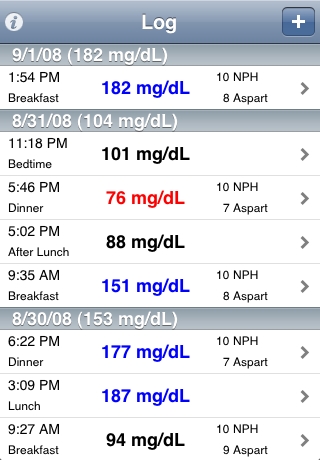 i Log +
9/1/08 (182 mg/dL)
1:54 PM 182 mg/dL 10 NPH
Breakfast 8 Aspart
8/31/08 (104 mg/dL)
11:18 PM 101 mg/dL
Bedtime
5:46 PM 76 mg/dL 10 NPH
Dinner 7 Aspart
5:02 PM 88 mg/dL
After Lunch
9:35 AM 151 mg/dL 10 NPH
Breakfast 8 Aspart
8/30/08 (153 mg/dL)
6:22 PM 177 mg/dL 10 NPH
Dinner 7 Aspart
3:09 PM 187 mg/dL
Lunch
9:27 AM 94 mg/dL 10 NPH
Breakfast 9 Aspart